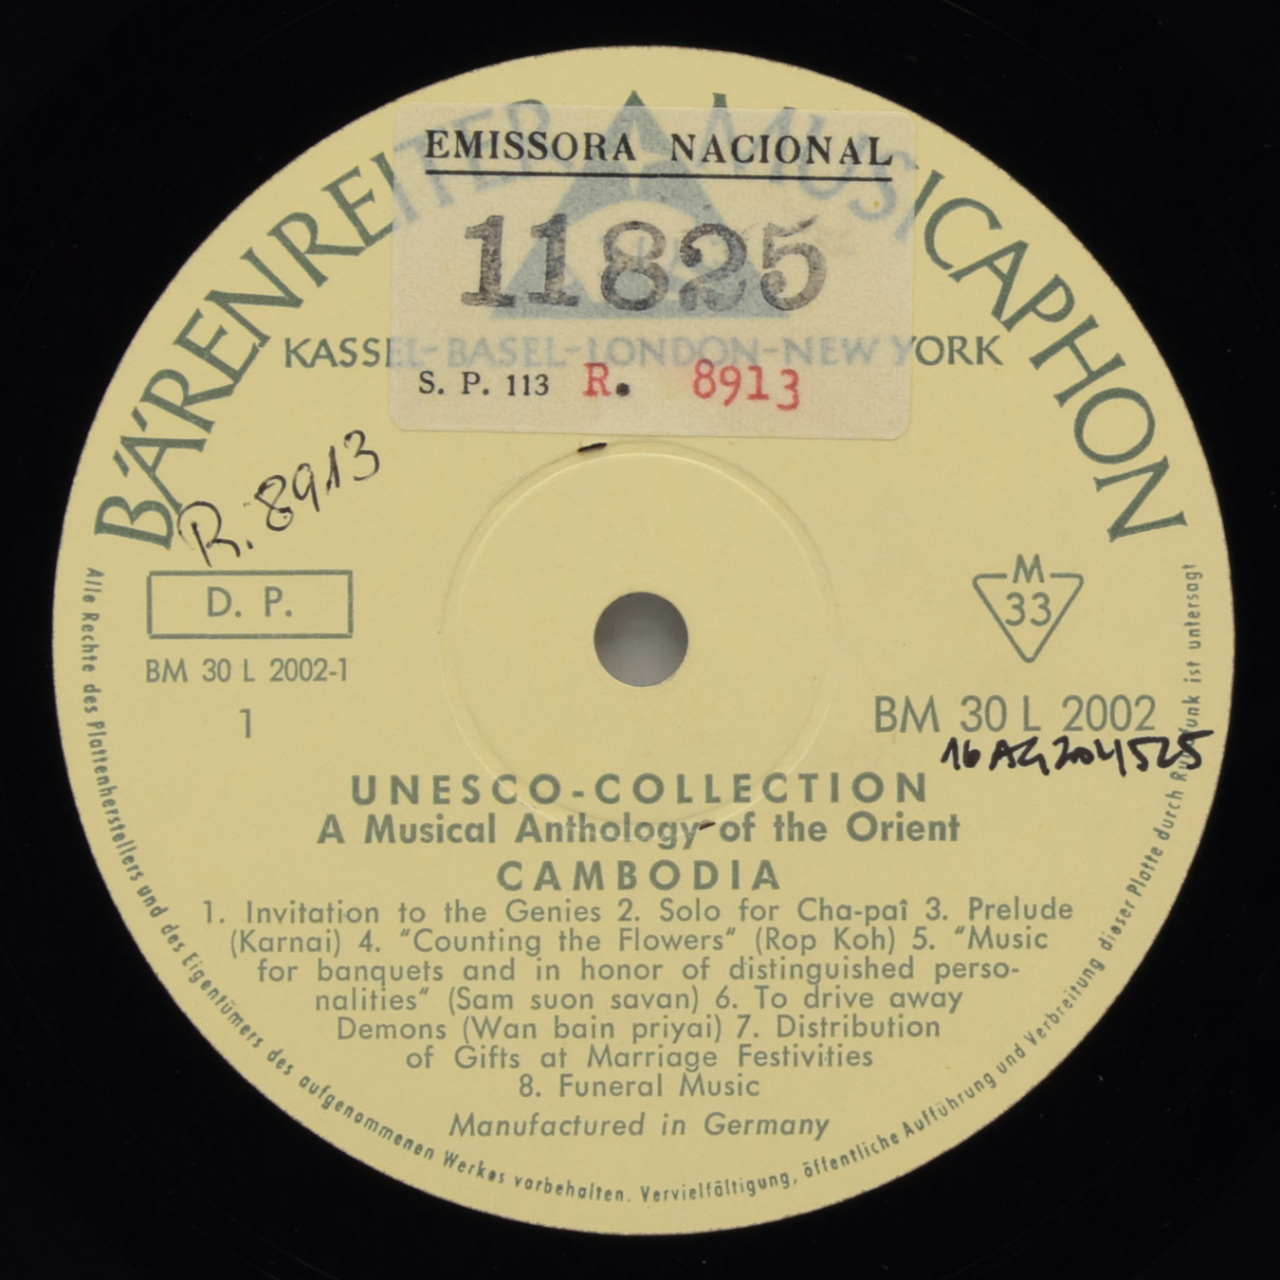 BÄRENREITER MUSICAPHON
EMISSORA NACIONAL
11825
KASSEL-BASEL-LONDON-NEW YORK
S. P. 113 R. 8913
R. 8913
D. P.
M
33
BM 30 L 2002-1
1
BM 30 L 2002
16AG204525
UNESCO-COLLECTION
A Musical Anthology of the Orient
CAMBODIA
1. Invitation to the Genies 2. Solo for Cha-paî 3. Prelude
(Karnai) 4. “Counting the Flowers“ (Rop Koh) 5. “Music
for banquets and in honor of distinguished perso-
nalities“ (Sam suon savan) 6. To drive away
Demons (Wan bain priyai) 7. Distribution
of Gifts at Marriage Festivities
8. Funeral Music
Manufactured in Germany
Alle Rechte des Plattenherstellers und des Eigentümers des aufgenommenen Werkes vorbehalten. Vervielfältigung, öffentliche Aufführung und Verbreitung dieser Platte durch Rundfunk ist untersagt